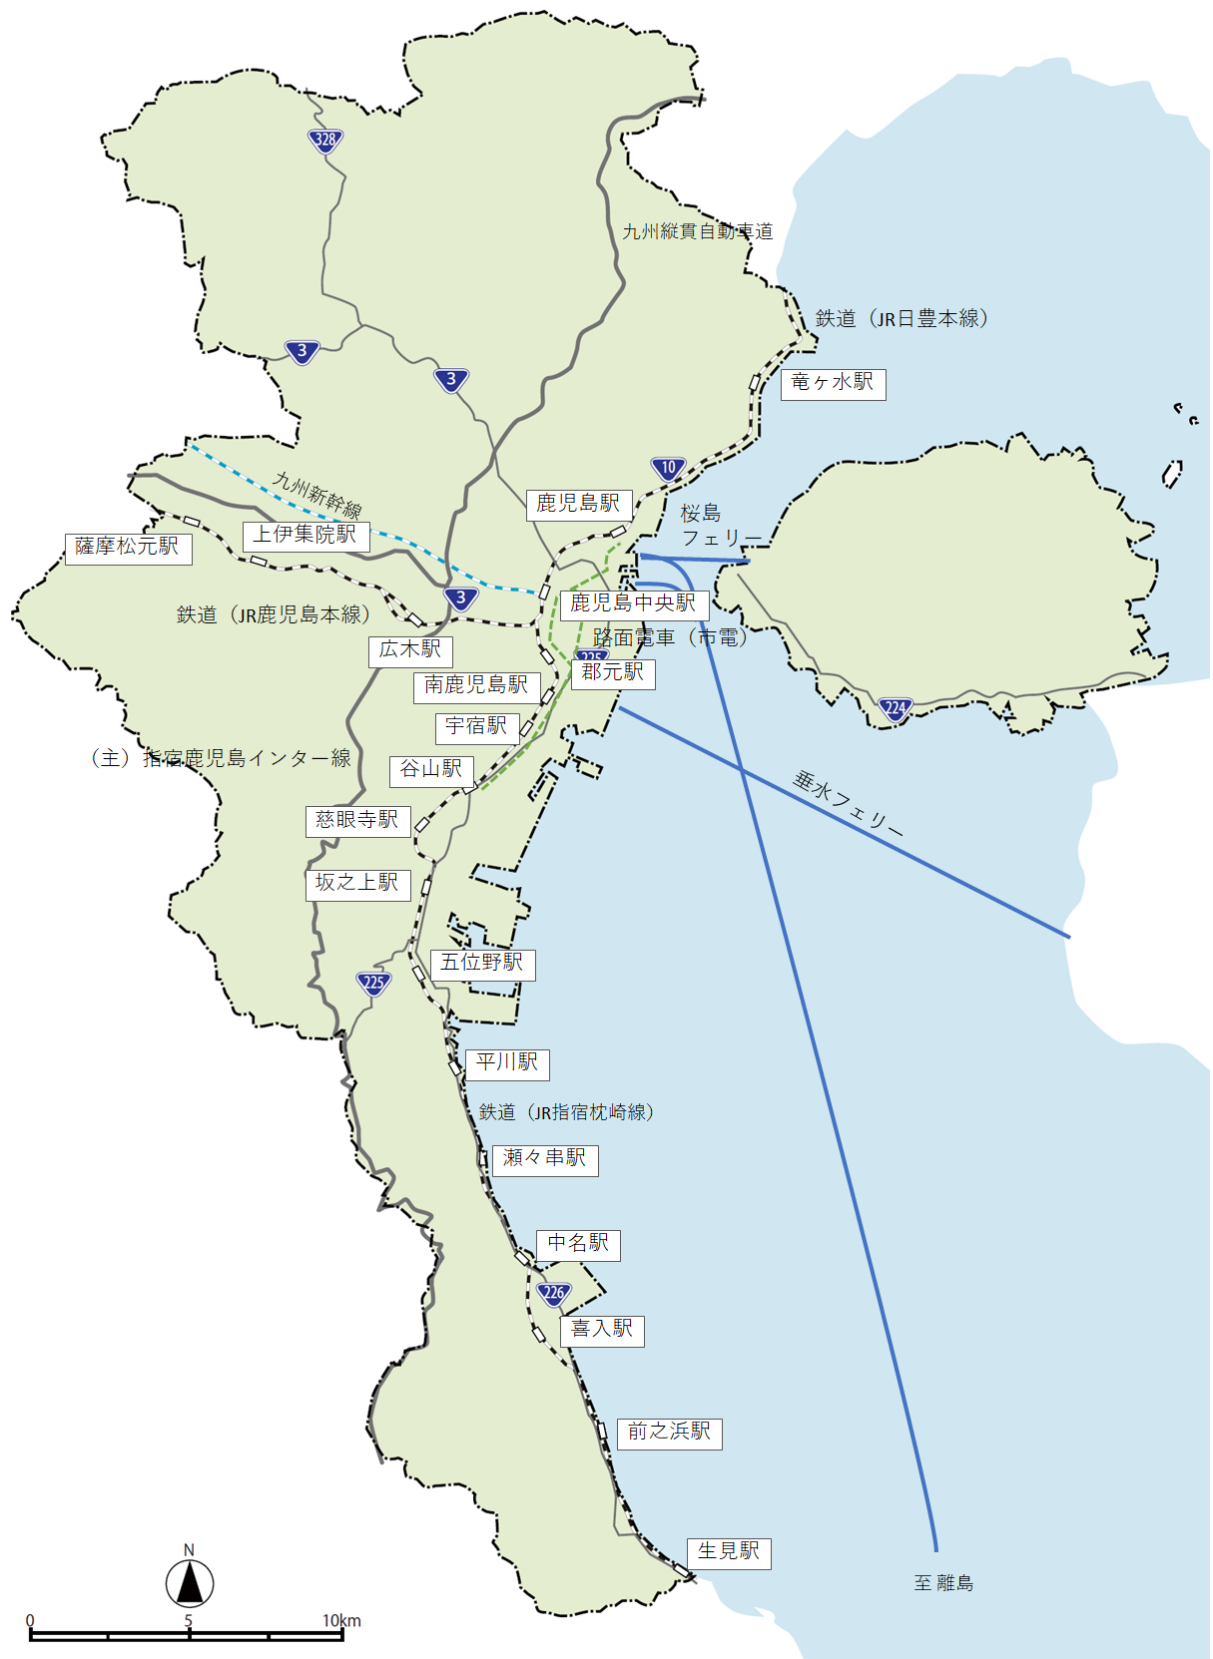 328
九州縦貫自動車道
鉄道（JR日豊本線）
3
3
竜ヶ水駅
10
九州新幹線
鹿児島駅
桜島
フェリー
上伊集院駅
薩摩松元駅
3
鹿児島中央駅
鉄道（JR鹿児島本線）
路面電車（市電）
広木駅
225
郡元駅
南鹿児島駅
224
宇宿駅
（主）指宿鹿児島インター線
谷山駅
垂水フェリー
慈眼寺駅
坂之上駅
五位野駅
225
平川駅
鉄道（JR指宿枕崎線）
瀬々串駅
中名駅
226
喜入駅
前之浜駅
生見駅
至 離島
N
0 5 10km